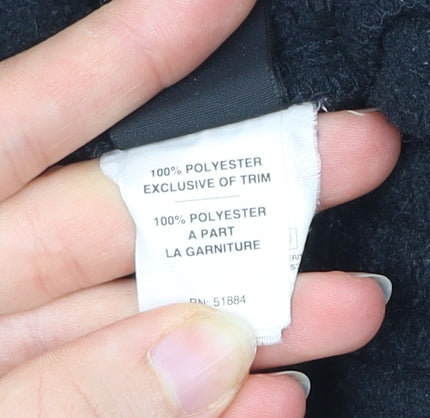 100% POLYESTER
EXCLUSIVE OF TRIM
100% POLYESTER
A PART
LA GARNITURE
RN: 51884